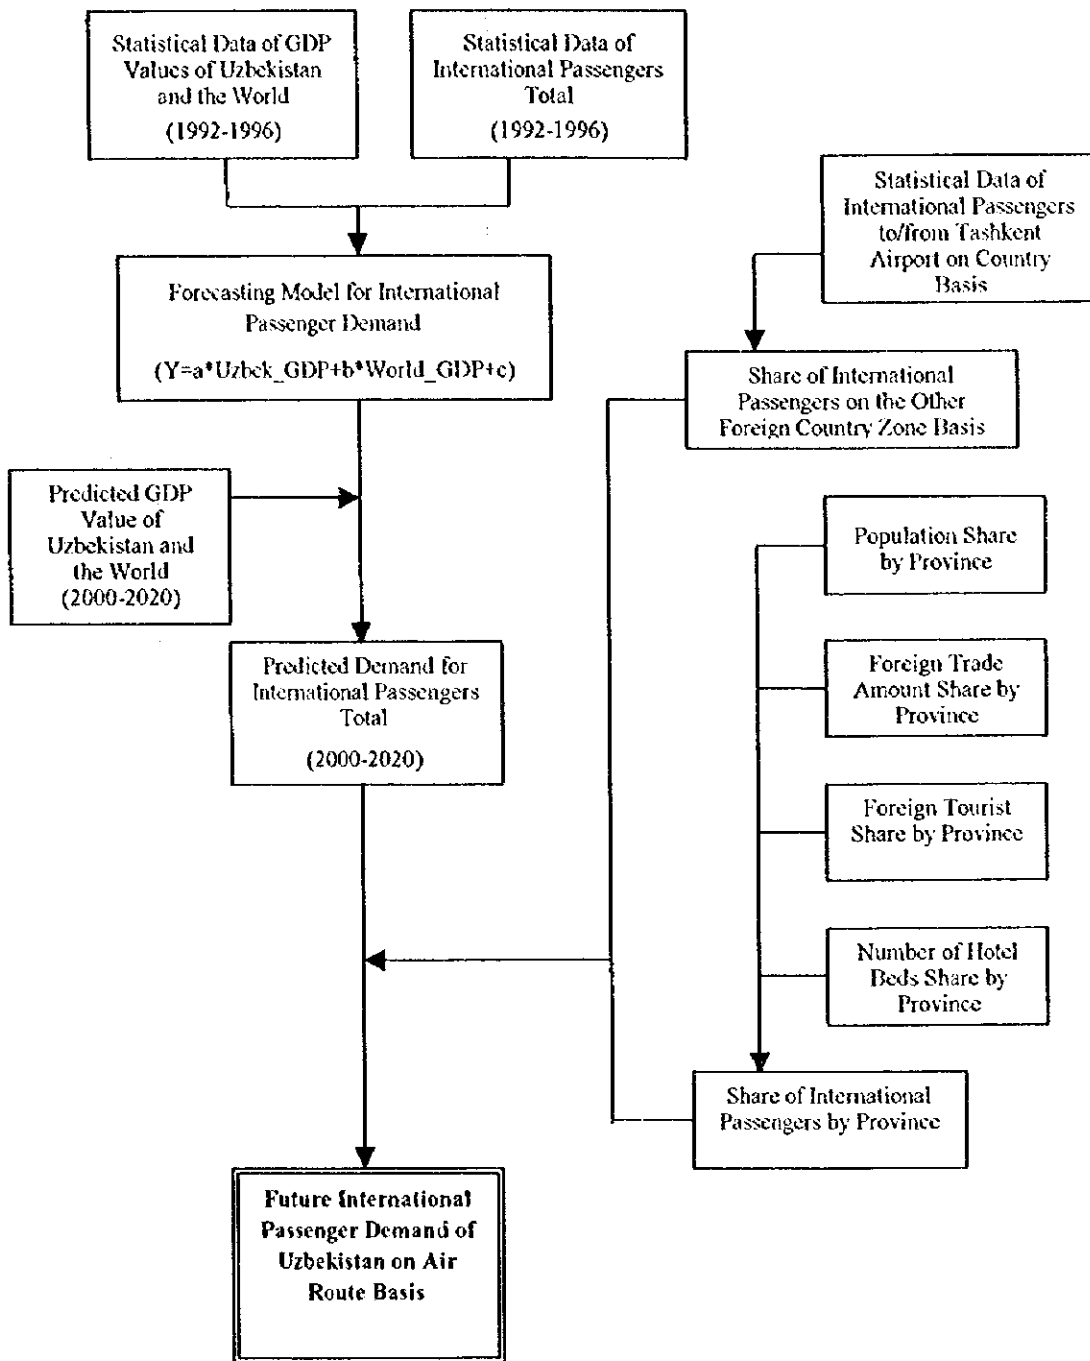 Statistical Data of GDP
Values of Uzbekistan
and the World
(1992-1996)
Statistical Data of
International Passengers
Total
(1992-1996)
Statistical Data of
International Passengers
to/from Tashkent
Airport on Country
Basis
Forecasting Model for International
Passenger Demand
(Y=a*Uzbek_GDP+b*World_GDP+c)
Share of International
Passengers on the Other
Foreign Country Zone Basis
Predicted GDP
Value of
Uzbekistan and
the World
(2000-2020)
Population Share
by Province
Predicted Demand for
International Passengers
Total
(2000-2020)
Foreign Trade
Amount Share by
Province
Foreign Tourist
Share by Province
Number of Hotel
Beds Share by
Province
Share of International
Passengers by Province
Future International
Passenger Demand of
Uzbekistan on Air
Route Basis